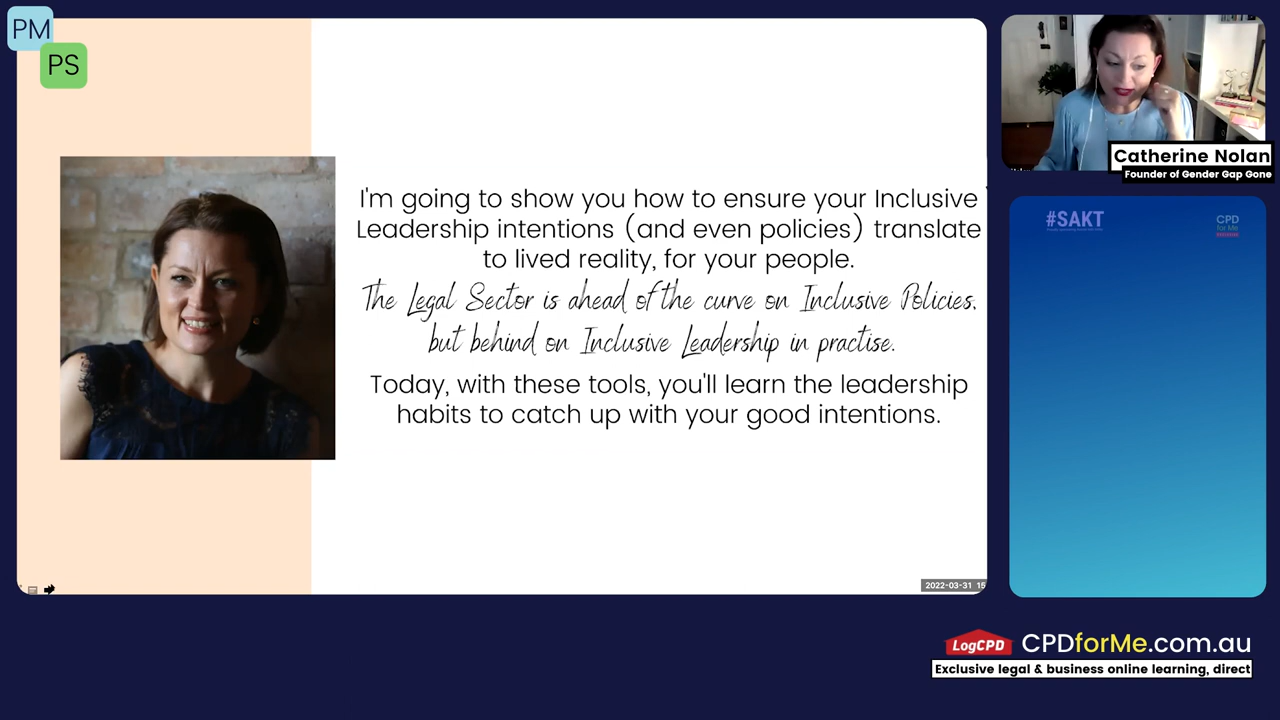 PM
PS
I'm going to show you how to ensure your Inclusive
Leadership intentions (and even policies) translate
to lived reality, for your people.
The Legal Sector is ahead of the curve on Inclusive Policies,
but behind on Inclusive Leadership in practise.
Today, with these tools, you'll learn the leadership
habits to catch up with your good intentions.
2022-03-31 15
Catherine Nolan
Founder of Gender Gap Gone
#SAKT
CPD
for Me
LogCPD
CPDforMe.com.au
Exclusive legal & business online learning, direct